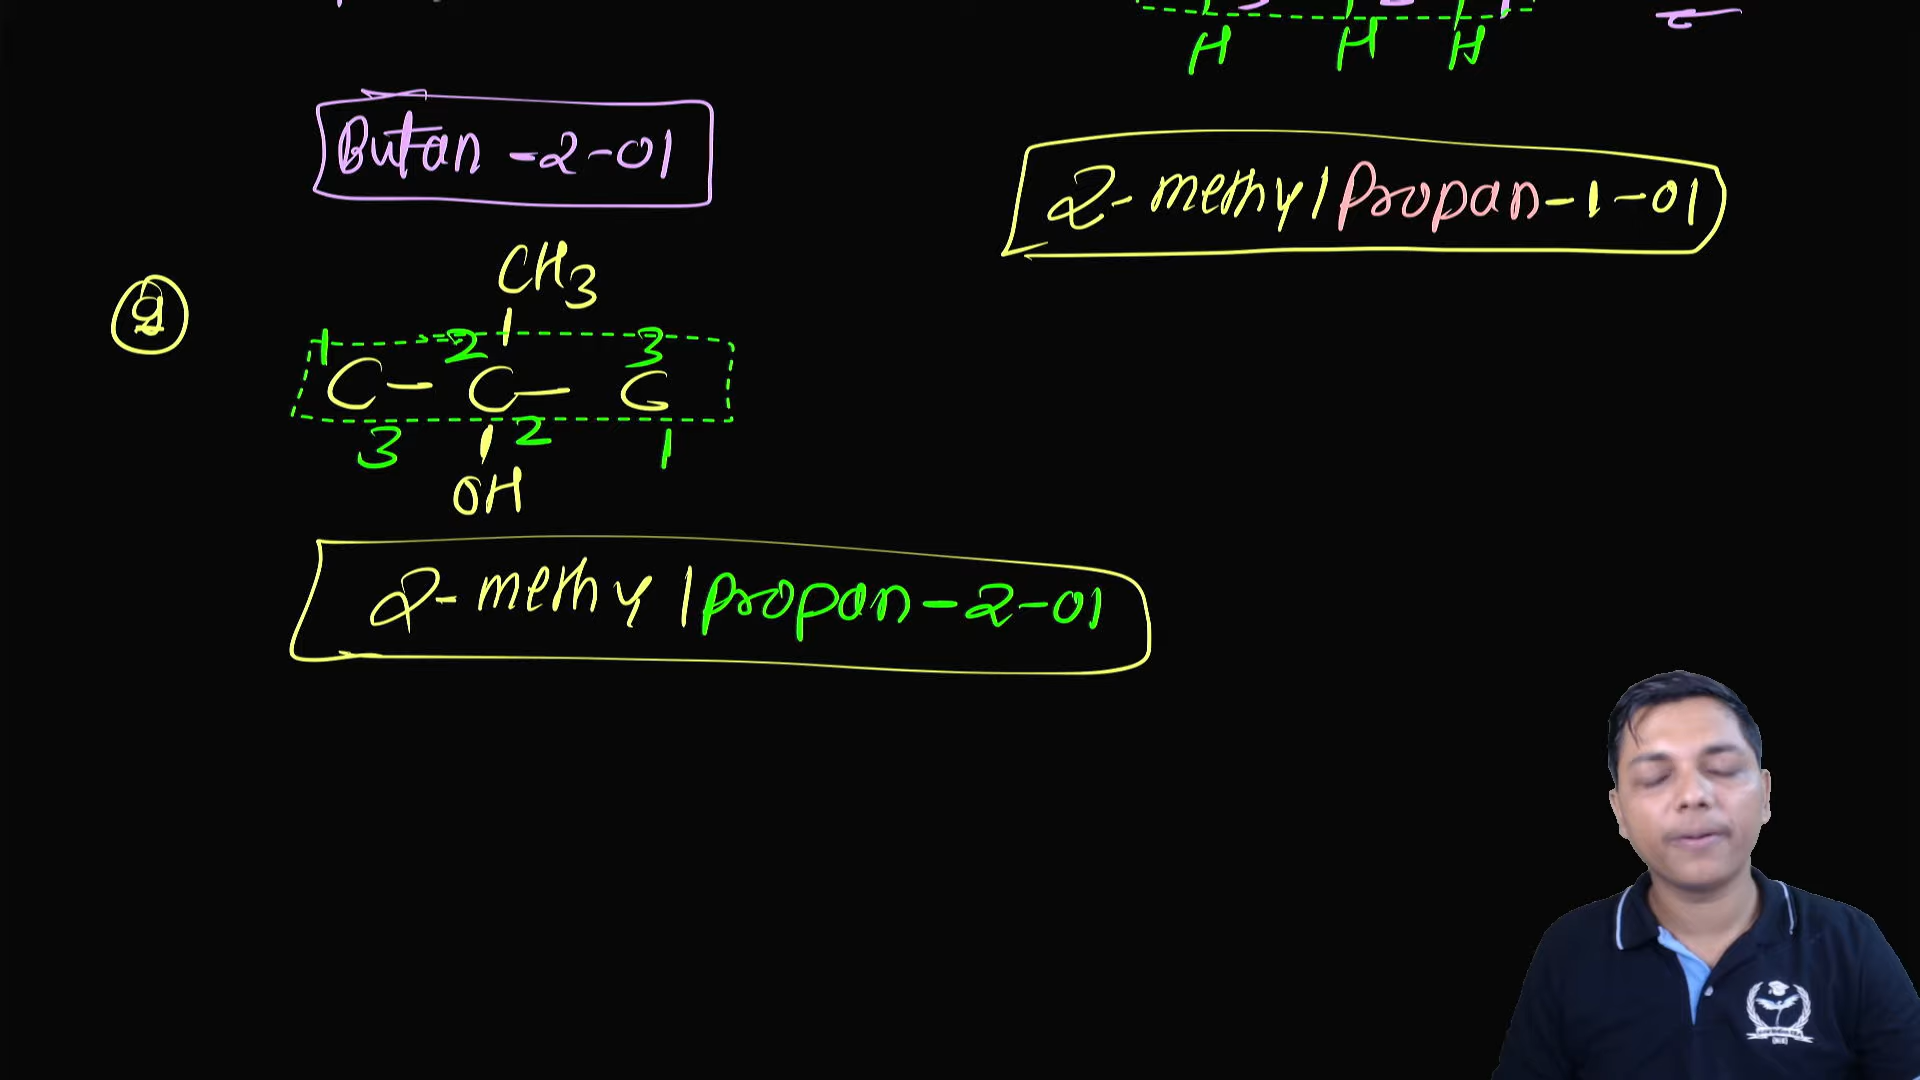 H H H
Butan-2-ol
2-methylpropan-1-ol
CH3
1 2 3
C-C-C
3 2 1
OH
2-methylpropan-2-ol